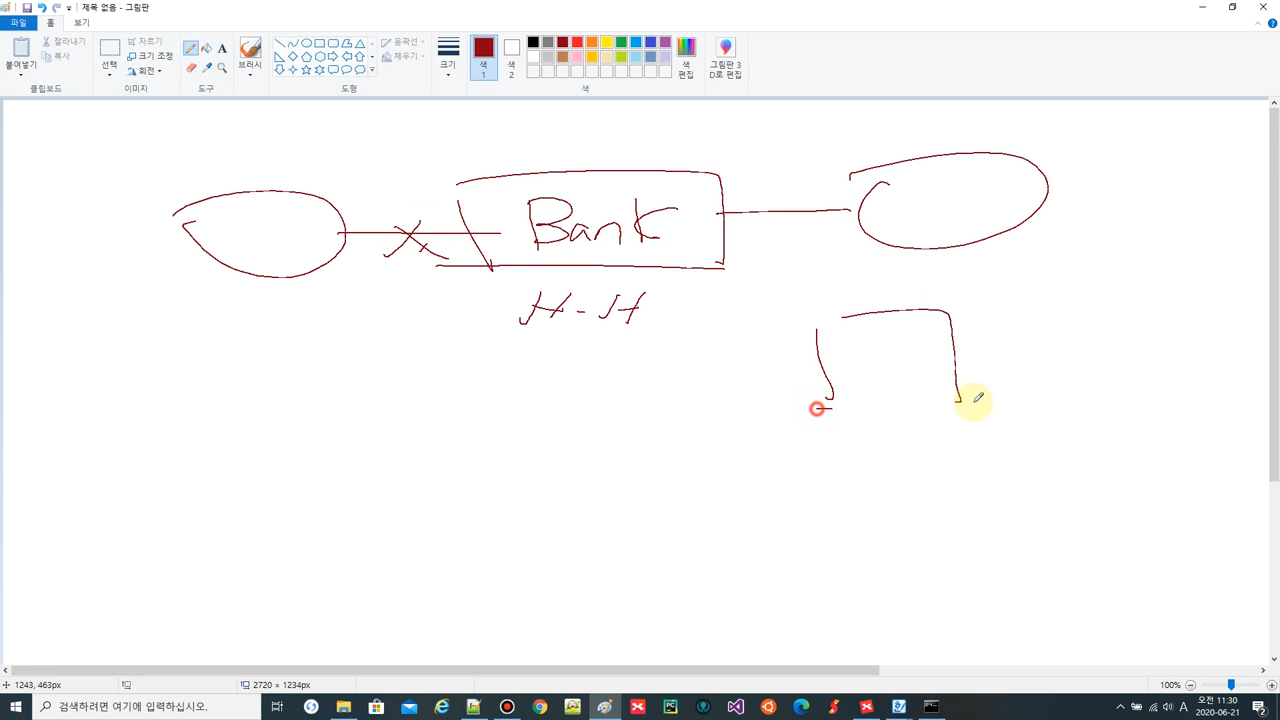 제목 없음 - 그림판
파일 홈 보기
붙여넣기 잘라내기 복사
선택 자르기 크기 조정 회전
브러시
윤곽선 채우기
크기
색 1
색 2
색 편집
그림판 3D로 편집
클립보드 이미지 도구 도형 색
Bank
H-H
1243, 463px
2720 × 1234px
100%
검색하려면 여기에 입력하십시오.
A
오전 11:30
2020-06-21